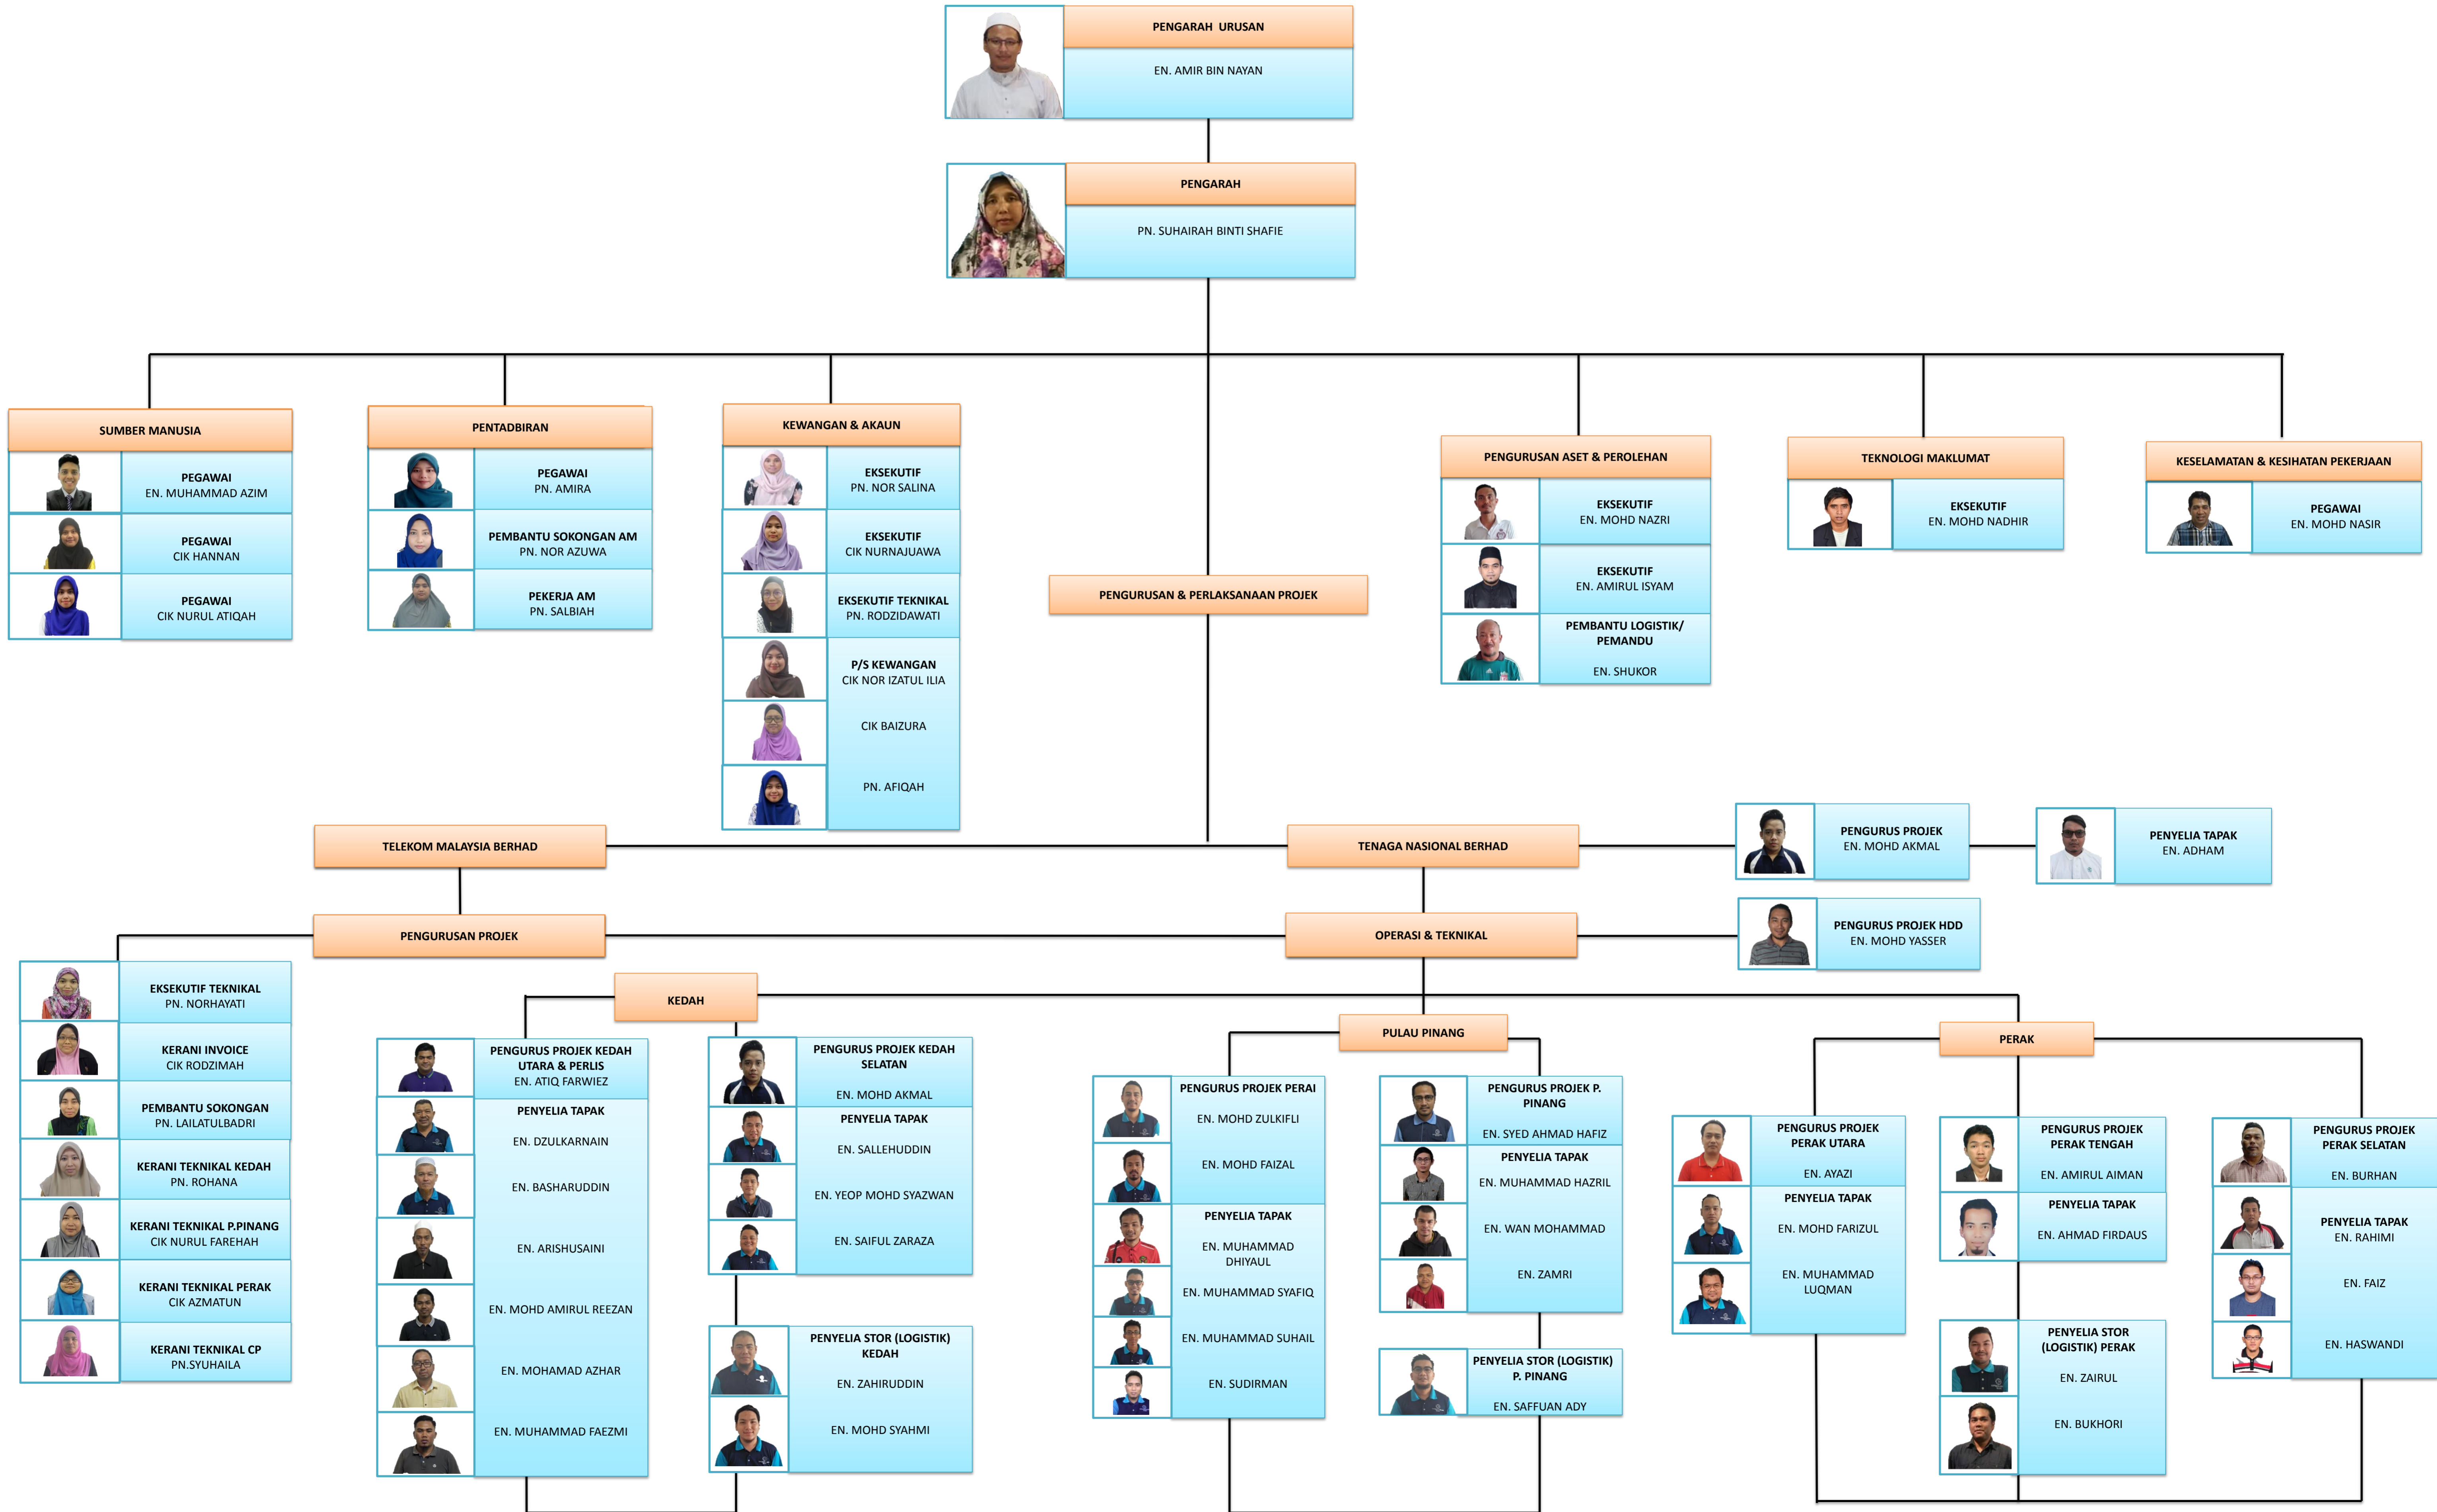 PENGARAH URUSAN
EN. AMIR BIN NAYAN
PENGARAH
PN. SUHAIRAH BINTI SHAFIE
SUMBER MANUSIA
PEGAWAI
EN. MUHAMMAD AZIM
PEGAWAI
CIK HANNAN
PEGAWAI
CIK NURUL ATIQAH
PENTADBIRAN
PEGAWAI
PN. AMIRA
PEMBANTU SOKONGAN AM
PN. NOR AZUWA
PEKERJA AM
PN. SALBIAH
KEWANGAN & AKAUN
EKSEKUTIF
PN. NOR SALINA
EKSEKUTIF
CIK NURNAJUAWA
EKSEKUTIF TEKNIKAL
PN. RODZIDAWATI
P/S KEWANGAN
CIK NOR IZATUL ILIA
CIK BAIZURA
PN. AFIQAH
PENGURUSAN & PERLAKSANAAN PROJEK
PENGURUSAN ASET & PEROLEHAN
EKSEKUTIF
EN. MOHD NAZRI
EKSEKUTIF
EN. AMIRUL ISYAM
PEMBANTU LOGISTIK/
PEMANDU
EN. SHUKOR
TEKNOLOGI MAKLUMAT
EKSEKUTIF
EN. MOHD NADHIR
KESELAMATAN & KESIHATAN PEKERJAAN
PEGAWAI
EN. MOHD NASIR
TELEKOM MALAYSIA BERHAD
TENAGA NASIONAL BERHAD
PENGURUS PROJEK
EN. MOHD AKMAL
PENYELIA TAPAK
EN. ADHAM
PENGURUSAN PROJEK
OPERASI & TEKNIKAL
PENGURUS PROJEK HDD
EN. MOHD YASSER
EKSEKUTIF TEKNIKAL
PN. NORHAYATI
KERANI INVOICE
CIK RODZIMAH
PEMBANTU SOKONGAN
PN. LAILATULBADRI
KERANI TEKNIKAL KEDAH
PN. ROHANA
KERANI TEKNIKAL P.PINANG
CIK NURUL FAREHAH
KERANI TEKNIKAL PERAK
CIK AZMATUN
KERANI TEKNIKAL CP
PN.SYUHAILA
KEDAH
PENGURUS PROJEK KEDAH
UTARA & PERLIS
EN. ATIQ FARWIEZ
PENYELIA TAPAK
EN. DZULKARNAIN
EN. BASHARUDDIN
EN. ARISHUSAINI
EN. MOHD AMIRUL REEZAN
EN. MOHAMAD AZHAR
EN. MUHAMMAD FAEZMI
PENGURUS PROJEK KEDAH
SELATAN
EN. MOHD AKMAL
PENYELIA TAPAK
EN. SALLEHUDDIN
EN. YEOP MOHD SYAZWAN
EN. SAIFUL ZARAZA
PENYELIA STOR (LOGISTIK)
KEDAH
EN. ZAHIRUDDIN
EN. MOHD SYAHMI
PULAU PINANG
PENGURUS PROJEK PERAI
EN. MOHD ZULKIFLI
EN. MOHD FAIZAL
PENYELIA TAPAK
EN. MUHAMMAD
DHIYAUL
EN. MUHAMMAD SYAFIQ
EN. MUHAMMAD SUHAIL
EN. SUDIRMAN
PENGURUS PROJEK P.
PINANG
EN. SYED AHMAD HAFIZ
PENYELIA TAPAK
EN. MUHAMMAD HAZRIL
EN. WAN MOHAMMAD
EN. ZAMRI
PENYELIA STOR (LOGISTIK)
P. PINANG
EN. SAFFUAN ADY
PERAK
PENGURUS PROJEK
PERAK UTARA
EN. AYAZI
PENYELIA TAPAK
EN. MOHD FARIZUL
EN. MUHAMMAD
LUQMAN
PENGURUS PROJEK
PERAK TENGAH
EN. AMIRUL AIMAN
PENYELIA TAPAK
EN. AHMAD FIRDAUS
PENYELIA STOR
(LOGISTIK) PERAK
EN. ZAIRUL
EN. BUKHORI
PENGURUS PROJEK
PERAK SELATAN
EN. BURHAN
PENYELIA TAPAK
EN. RAHIMI
EN. FAIZ
EN. HASWANDI